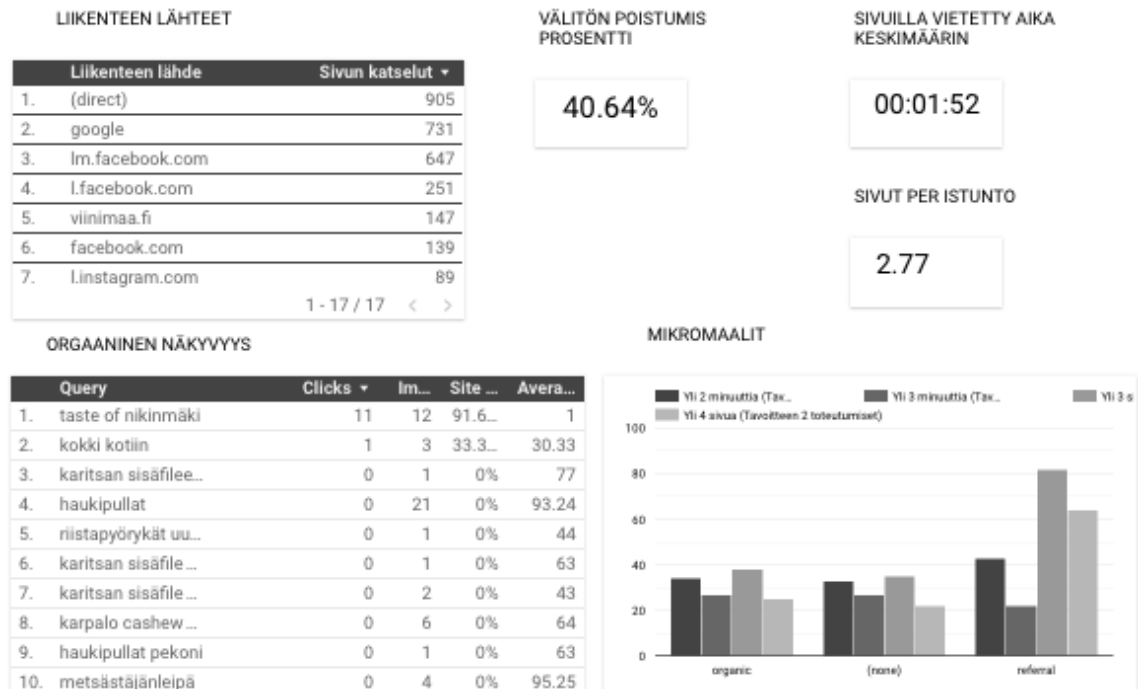 LIIKENTEEN LÄHTEET
Liikenteen lähde Sivun katselut
1. (direct) 905
2. google 731
3. lm.facebook.com 647
4. l.facebook.com 251
5. viinimaa.fi 147
6. facebook.com 139
7. l.instagram.com 89
1 - 17 / 17 < >
VÄLITÖN POISTUMIS
PROSENTTI
40.64%
SIVUILLA VIETETTY AIKA
KESKIMÄÄRIN
00:01:52
SIVUT PER ISTUNTO
2.77
ORGAANINEN NÄKYVYYS
Query Clicks Im... Site ... Avera...
1. taste of nikinmäki 11 12 91.6... 1
2. kokki kotiin 1 3 33.3... 30.33
3. karitsan sisäfilee... 0 1 0% 77
4. haukipullat 0 21 0% 93.24
5. riistapyörykät uu... 0 1 0% 44
6. karitsan sisäfile... 0 1 0% 63
7. karitsan sisäfile... 0 2 0% 43
8. karpalo cashew... 0 6 0% 64
9. haukipullat pekoni 0 1 0% 63
10. metsästäjänleipä 0 4 0% 95.25
MIKROMAALIT
Yli 2 minuuttia (Tav... Yli 3 minuuttia (Tav... Yli 3 s
Yli 4 sivua (Tavoitteen 2 toteutumiset)
100
80
60
40
20
0
organic (none) referral